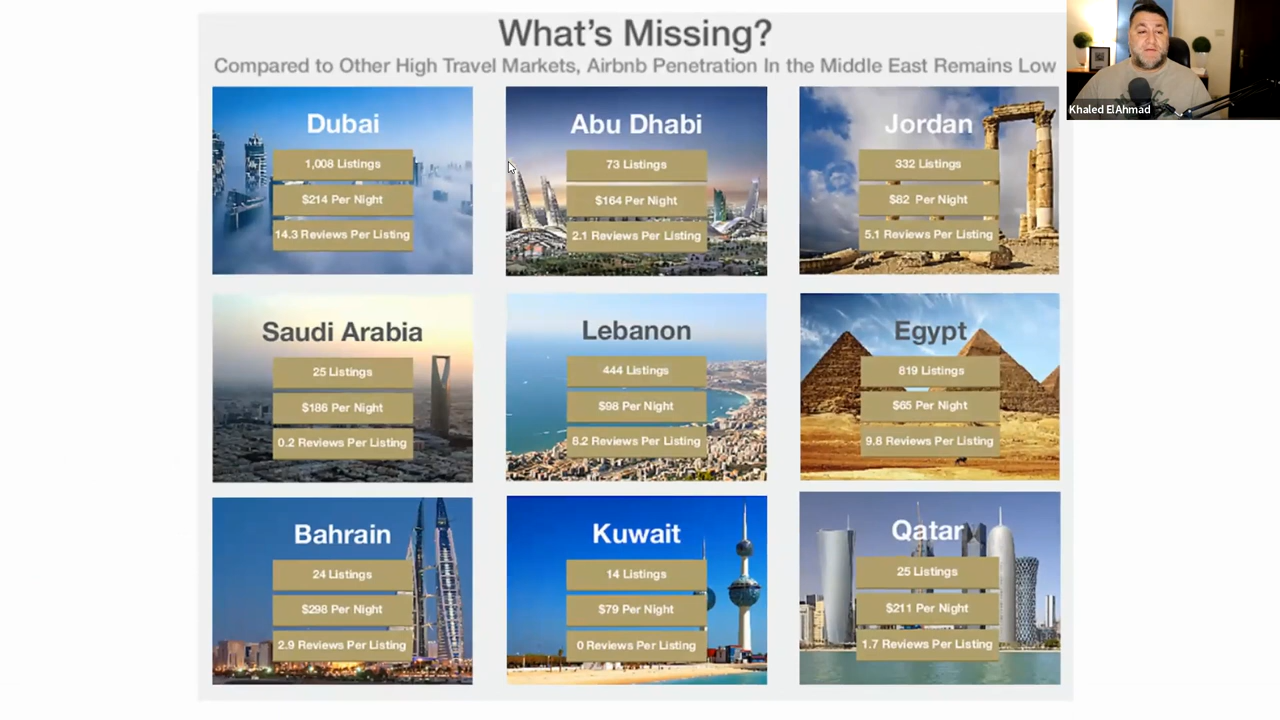 What's Missing?
Compared to Other High Travel Markets, Airbnb Penetration In the Middle East Remains Low
Khaled ElAhmad
Dubai
1,008 Listings
$214 Per Night
14.3 Reviews Per Listing
Abu Dhabi
73 Listings
$164 Per Night
2.1 Reviews Per Listing
Jordan
332 Listings
$82 Per Night
5.1 Reviews Per Listing
Saudi Arabia
25 Listings
$186 Per Night
0.2 Reviews Per Listing
Lebanon
444 Listings
$98 Per Night
8.2 Reviews Per Listing
Egypt
819 Listings
$65 Per Night
9.8 Reviews Per Listing
Bahrain
24 Listings
$298 Per Night
2.9 Reviews Per Listing
Kuwait
14 Listings
$79 Per Night
0 Reviews Per Listing
Qatar
25 Listings
$211 Per Night
1.7 Reviews Per Listing